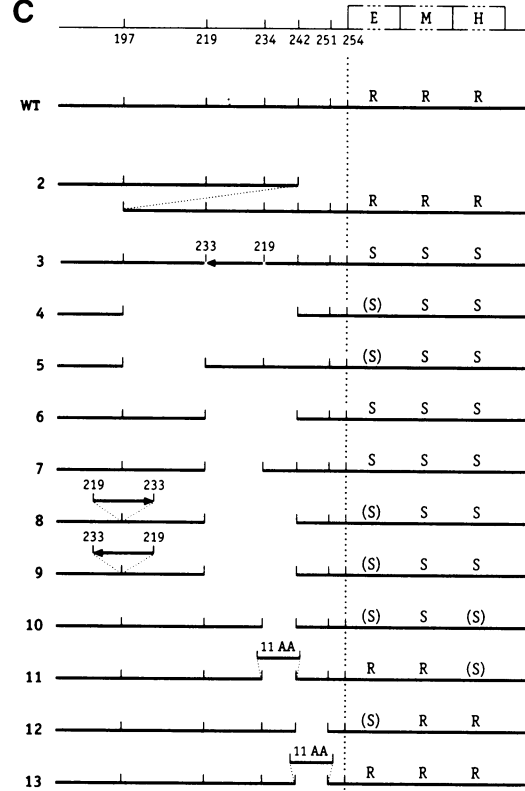 C
E M H
197 219 234 242 251 254
WT R R R
2
R R R
233 219
3 S S S
4 (S) S S
5 (S) S S
6 S S S
7 S S S
219 233
8 (S) S S
233 219
9 (S) S S
10 (S) S (S)
11 AA
11 R R (S)
12 (S) R R
11 AA
13 R R R